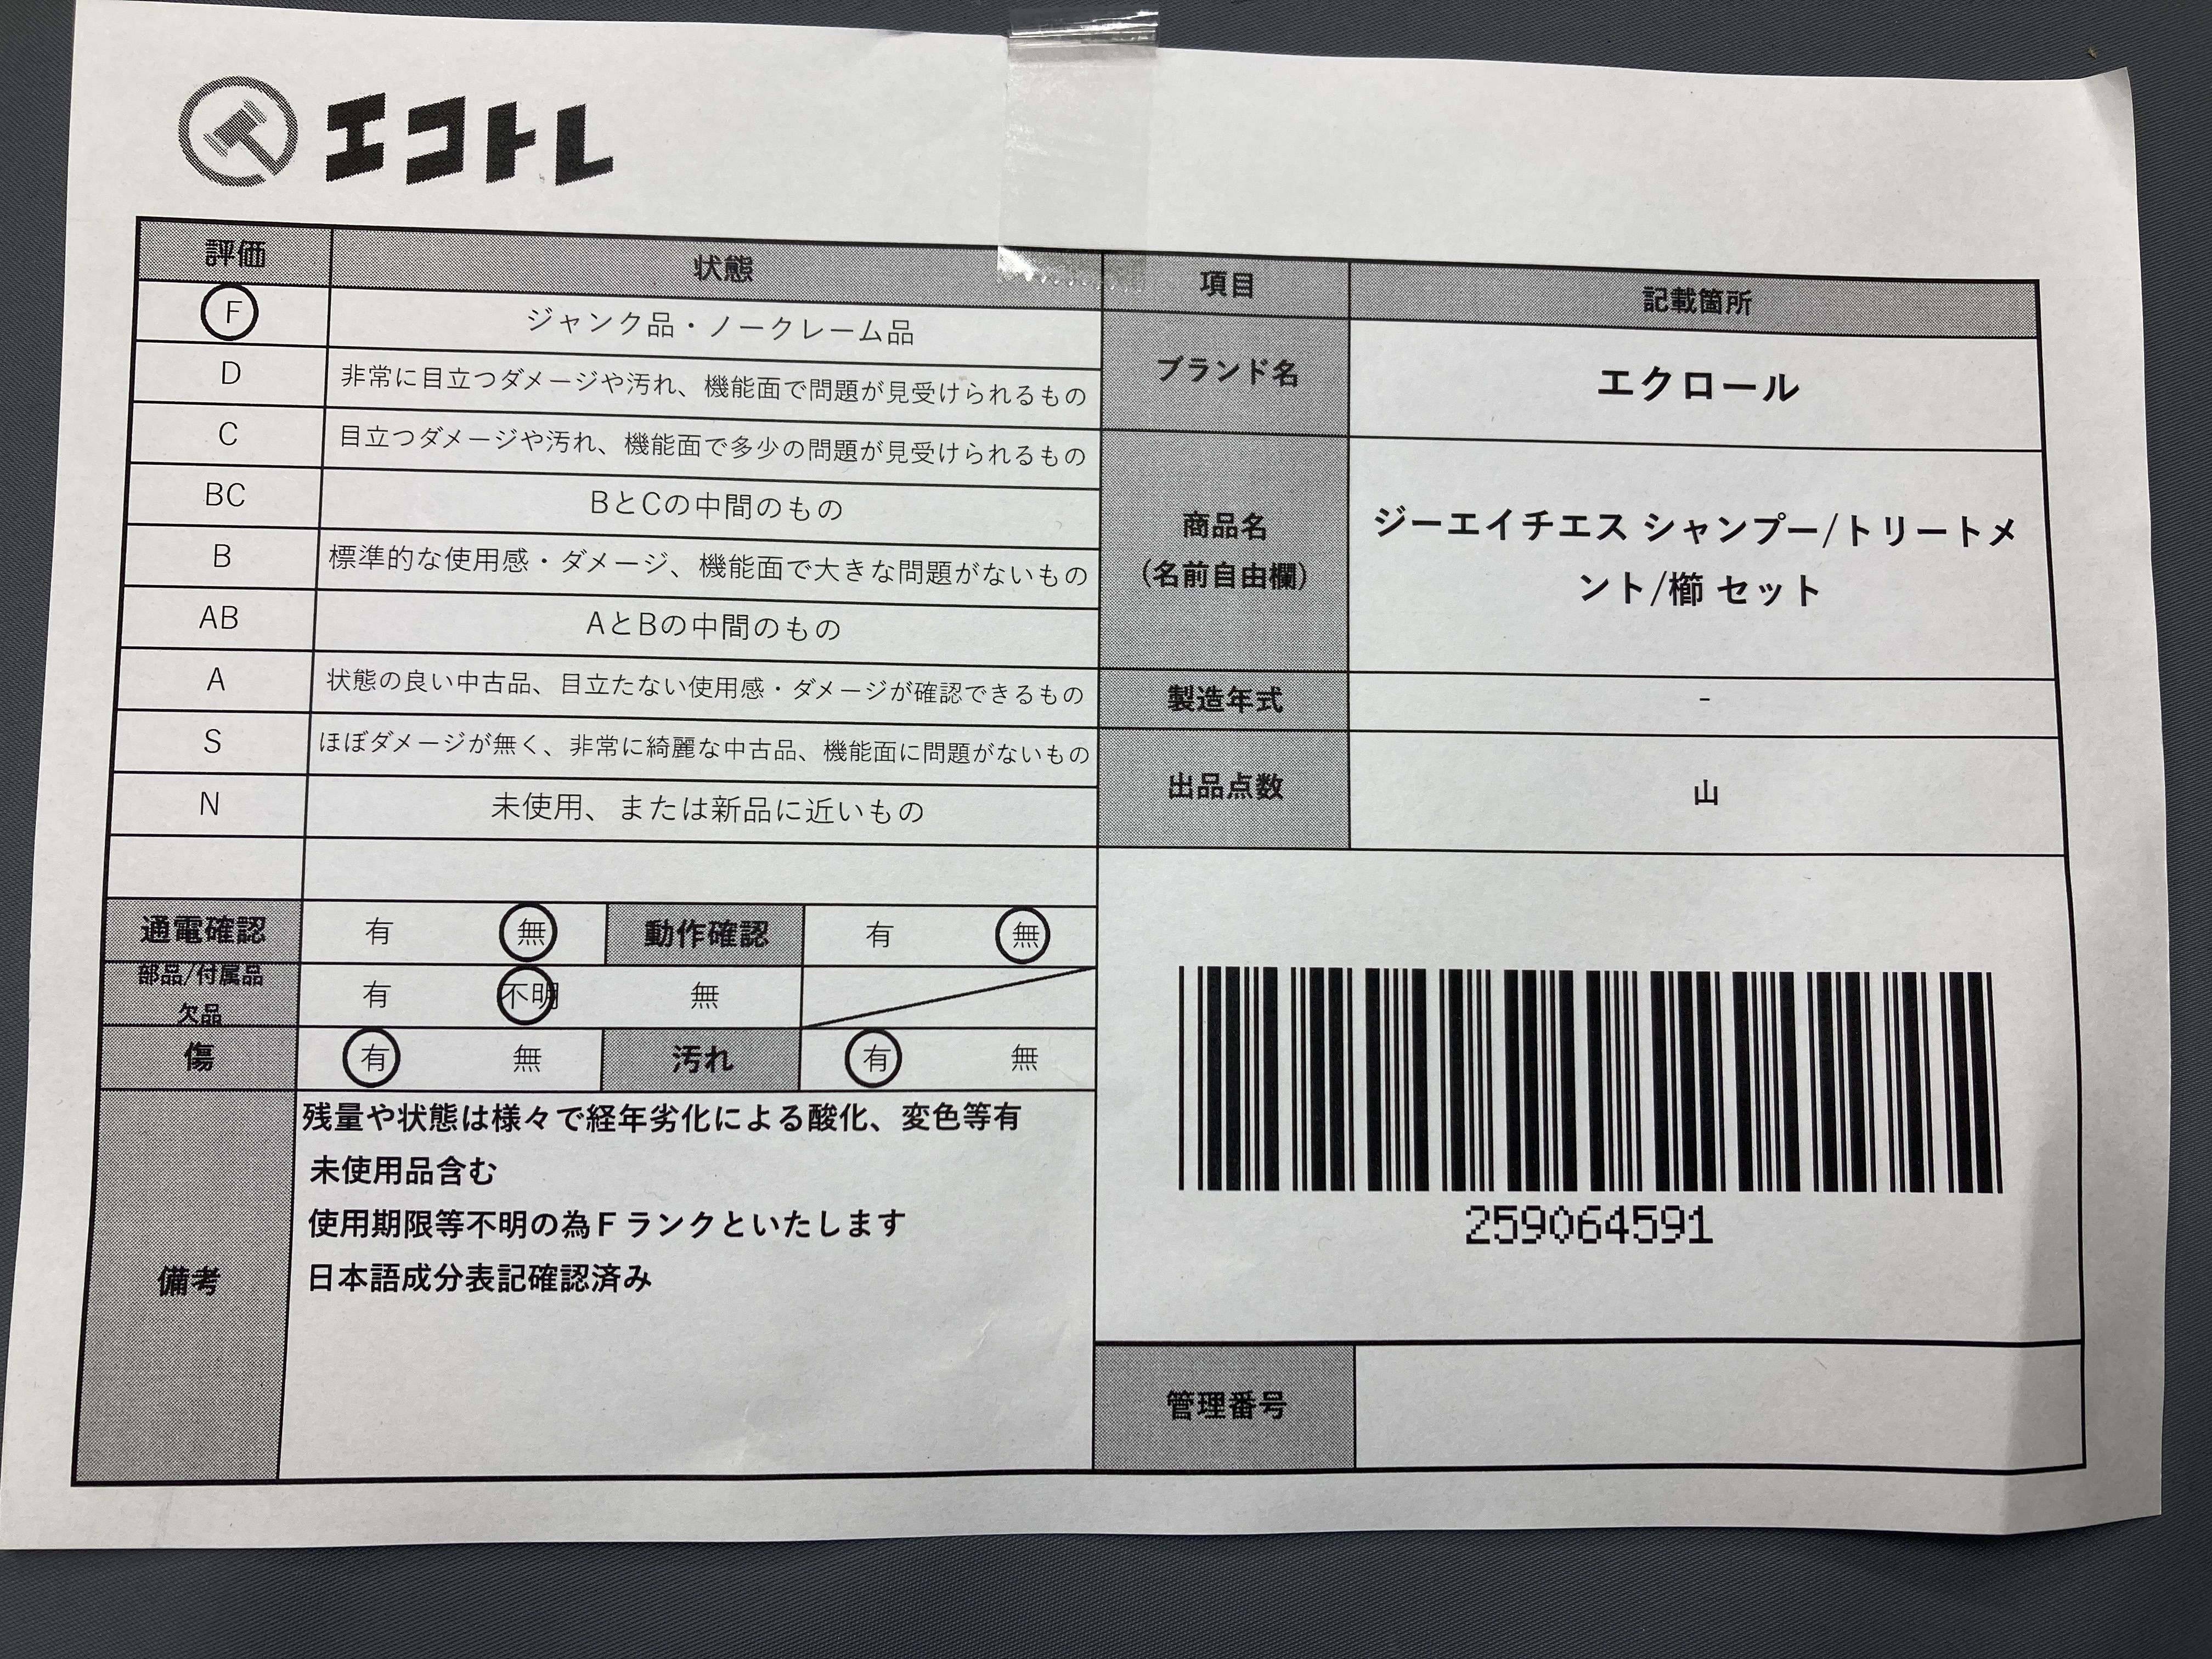 エコトレ
評価 状態
F ジャンク品・ノークレーム品
D 非常に目立つダメージや汚れ、機能面で問題が見受けられるもの
C 目立つダメージや汚れ、機能面で多少の問題が見受けられるもの
BC BとCの中間のもの
B 標準的な使用感・ダメージ、機能面で大きな問題がないもの
AB AとBの中間のもの
A 状態の良い中古品、目立たない使用感・ダメージが確認できるもの
S ほぼダメージが無く、非常に綺麗な中古品、機能面に問題がないもの
N 未使用、または新品に近いもの
通電確認 有 無 動作確認 有 無
部品/付属品
欠品
有 不明 無
傷 有 無 汚れ 有 無
備考
残量や状態は様々で経年劣化による酸化、変色等有
未使用品含む
使用期限等不明の為Fランクといたします
日本語成分表記確認済み
項目 記載箇所
ブランド名 エクロール
商品名
(名前自由欄)
ジーエイチエス シャンプー/トリートメ
ント/櫛 セット
製造年式 -
出品点数 山
259064591
管理番号